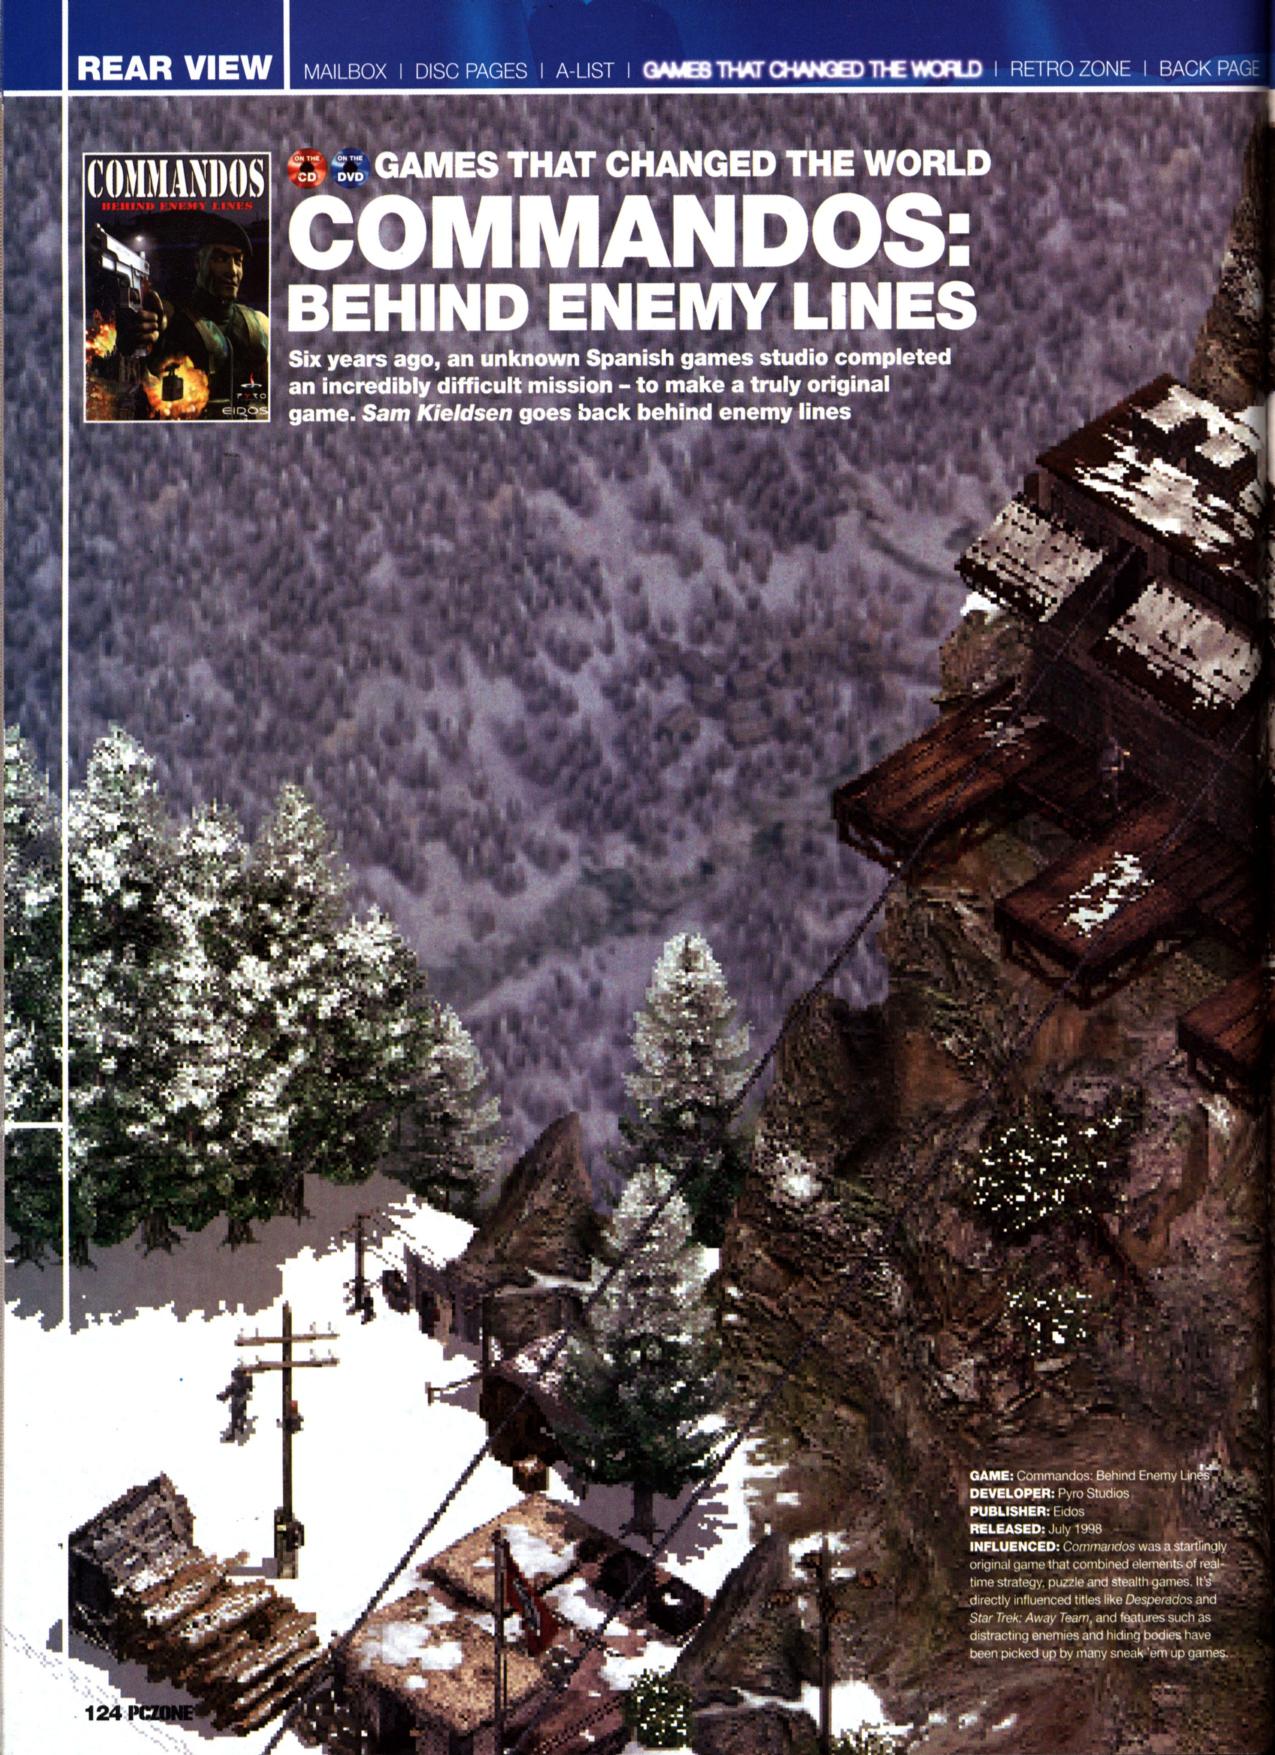 REAR VIEW
MAILBOX | DISC PAGES | A-LIST | GAMES THAT CHANGED THE WORLD | RETRO ZONE | BACK PAGE
COMMANDOS
BEHIND ENEMY LINES
PYRO
EIDOS
ON THE CD
ON THE DVD
GAMES THAT CHANGED THE WORLD
COMMANDOS:
BEHIND ENEMY LINES
Six years ago, an unknown Spanish games studio completed
an incredibly difficult mission – to make a truly original
game. Sam Kieldsen goes back behind enemy lines
GAME: Commandos: Behind Enemy Lines
DEVELOPER: Pyro Studios
PUBLISHER: Eidos
RELEASED: July 1998
INFLUENCED: Commandos was a startlingly
original game that combined elements of real-
time strategy, puzzle and stealth games. It's
directly influenced titles like Desperados and
Star Trek: Away Team, and features such as
distracting enemies and hiding bodies have
been picked up by many sneak 'em up games.
124 PCZONE